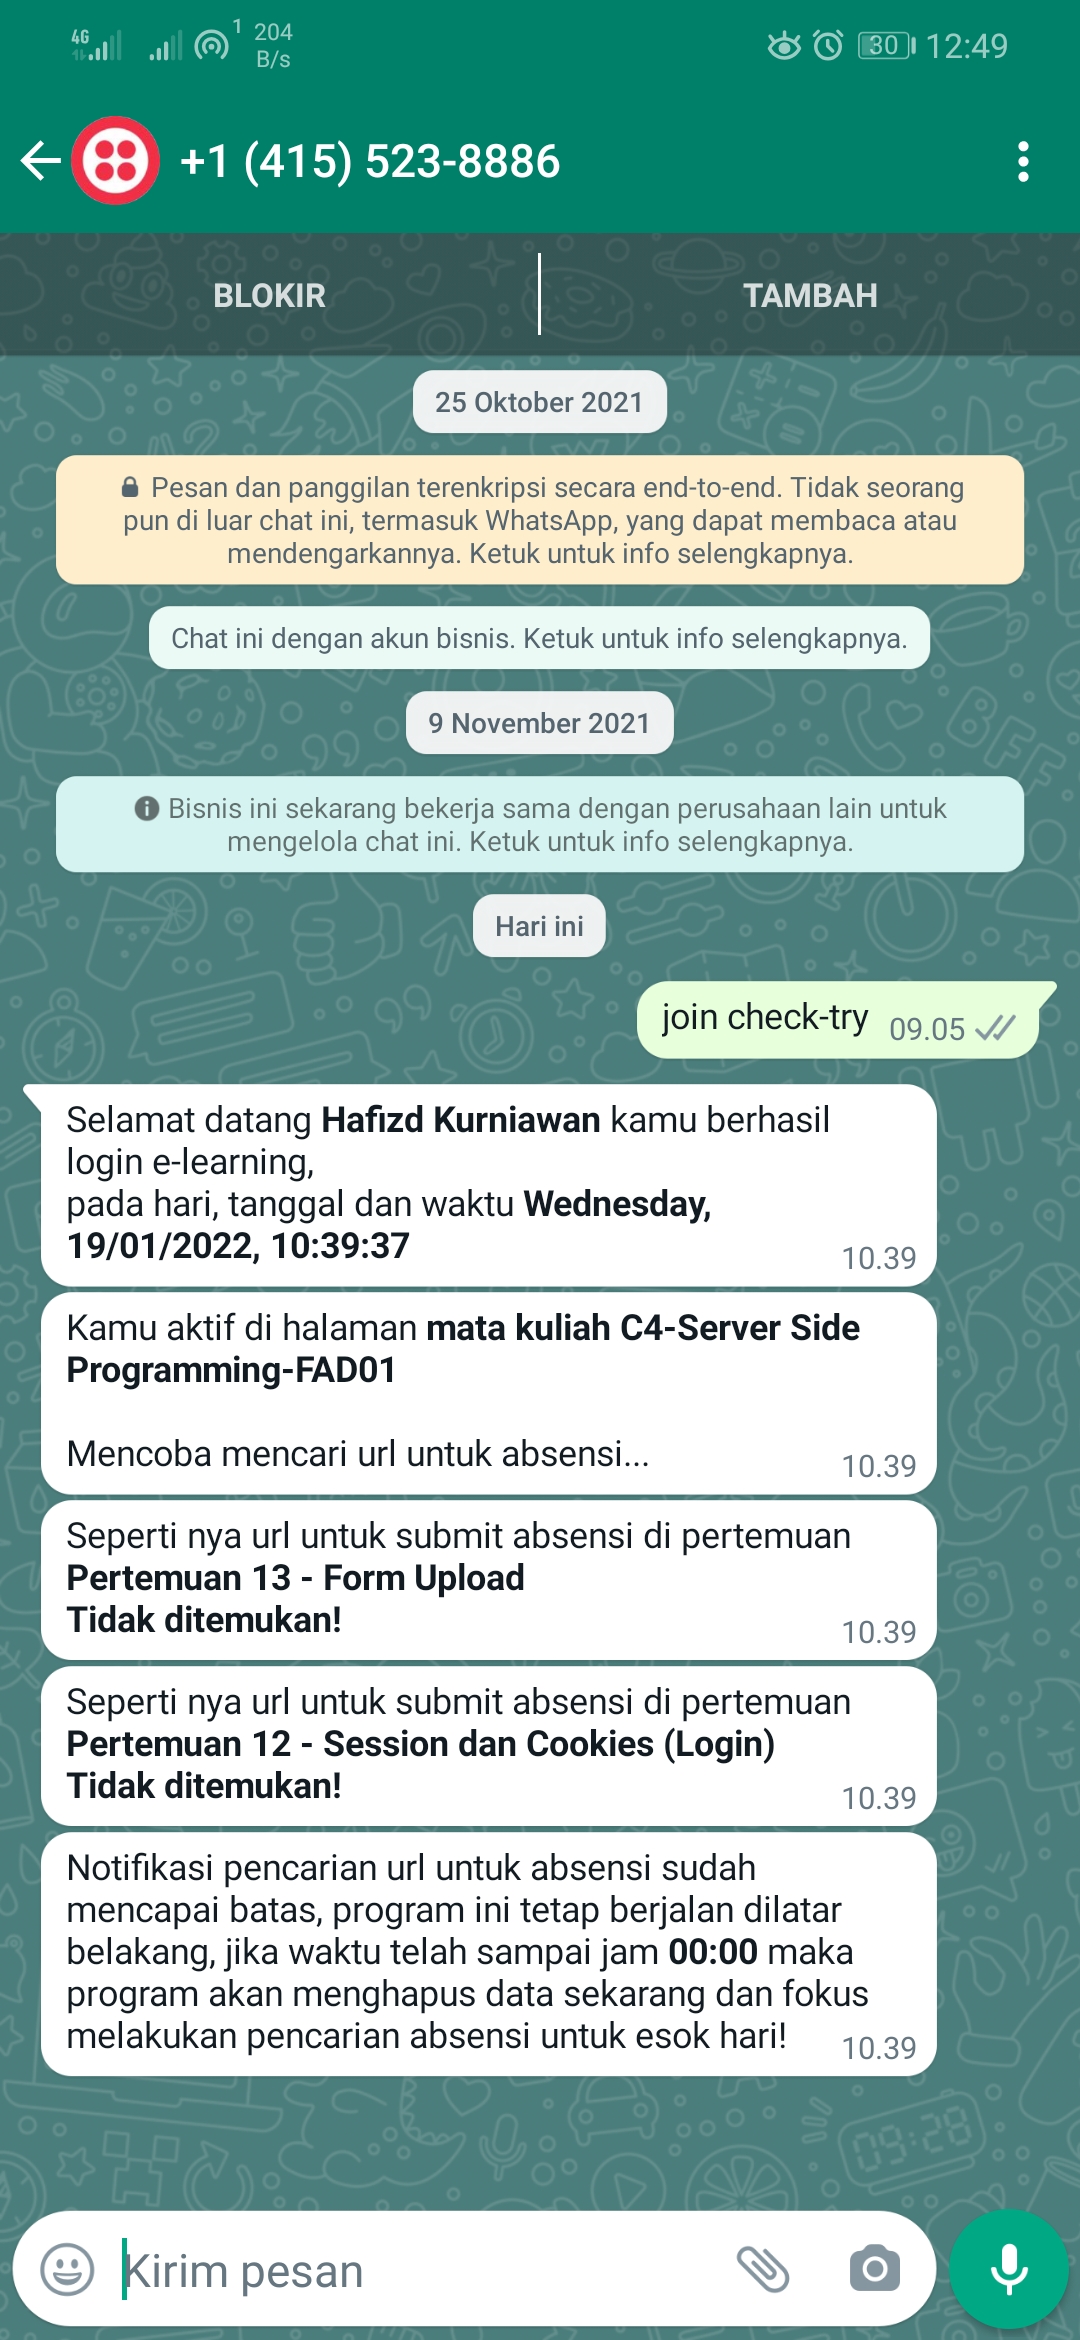 4G
1
204
B/s
30
12:49
+1 (415) 523-8886
BLOKIR
TAMBAH
25 Oktober 2021
Pesan dan panggilan terenkripsi secara end-to-end. Tidak seorang
pun di luar chat ini, termasuk WhatsApp, yang dapat membaca atau
mendengarkannya. Ketuk untuk info selengkapnya.
Chat ini dengan akun bisnis. Ketuk untuk info selengkapnya.
9 November 2021
Bisnis ini sekarang bekerja sama dengan perusahaan lain untuk
mengelola chat ini. Ketuk untuk info selengkapnya.
Hari ini
join check-try 09.05
Selamat datang Hafizd Kurniawan kamu berhasil
login e-learning,
pada hari, tanggal dan waktu Wednesday,
19/01/2022, 10:39:37
10.39
Kamu aktif di halaman mata kuliah C4-Server Side
Programming-FAD01
Mencoba mencari url untuk absensi...
10.39
Seperti nya url untuk submit absensi di pertemuan
Pertemuan 13 - Form Upload
Tidak ditemukan!
10.39
Seperti nya url untuk submit absensi di pertemuan
Pertemuan 12 - Session dan Cookies (Login)
Tidak ditemukan!
10.39
Notifikasi pencarian url untuk absensi sudah
mencapai batas, program ini tetap berjalan dilatar
belakang, jika waktu telah sampai jam 00:00 maka
program akan menghapus data sekarang dan fokus
melakukan pencarian absensi untuk esok hari!
10.39
09:28
Kirim pesan